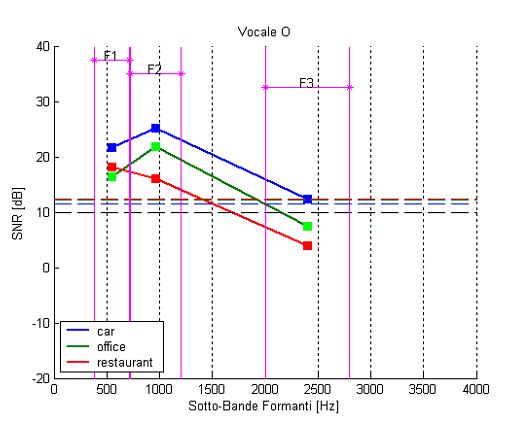 Vocale O
40
30
20
10
0
-10
-20
SNR [dB]
F1
F2
F3
car
office
restaurant
0 500 1000 1500 2000 2500 3000 3500 4000
Sotto-Bande Formanti [Hz]